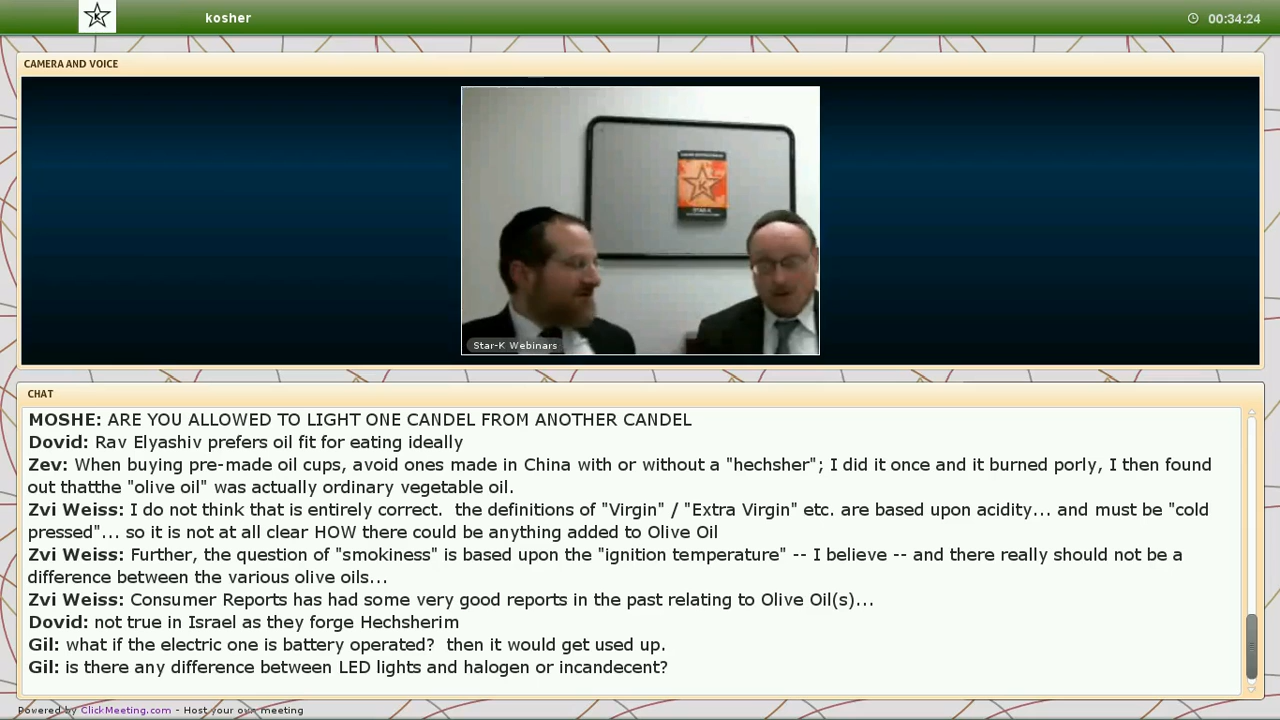 K
kosher
00:34:24
CAMERA AND VOICE
K
STAR-K
Star-K Webinars
CHAT
MOSHE: ARE YOU ALLOWED TO LIGHT ONE CANDEL FROM ANOTHER CANDEL
Dovid: Rav Elyashiv prefers oil fit for eating ideally
Zev: When buying pre-made oil cups, avoid ones made in China with or without a "hechsher"; I did it once and it burned porly, I then found
out thatthe "olive oil" was actually ordinary vegetable oil.
Zvi Weiss: I do not think that is entirely correct.  the definitions of "Virgin" / "Extra Virgin" etc. are based upon acidity... and must be "cold
pressed"... so it is not at all clear HOW there could be anything added to Olive Oil
Zvi Weiss: Further, the question of "smokiness" is based upon the "ignition temperature" -- I believe -- and there really should not be a
difference between the various olive oils...
Zvi Weiss: Consumer Reports has had some very good reports in the past relating to Olive Oil(s)...
Dovid: not true in Israel as they forge Hechsherim
Gil: what if the electric one is battery operated?  then it would get used up.
Gil: is there any difference between LED lights and halogen or incandecent?
Powered by ClickMeeting.com - Host your own meeting